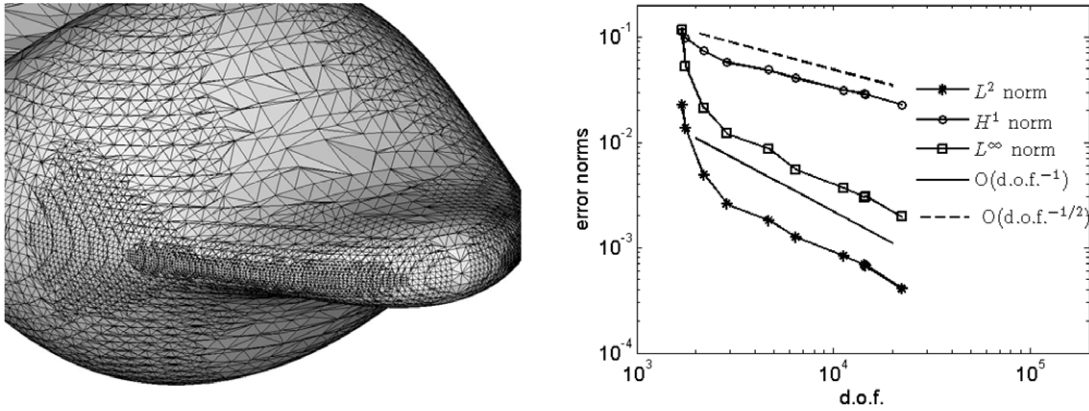 10^{-1}
10^{-2}
10^{-3}
10^{-4}
error norms
L^2 norm
H^1 norm
L^∞ norm
O(d.o.f.^{-1})
O(d.o.f.^{-1/2})
10^3
10^4
10^5
d.o.f.